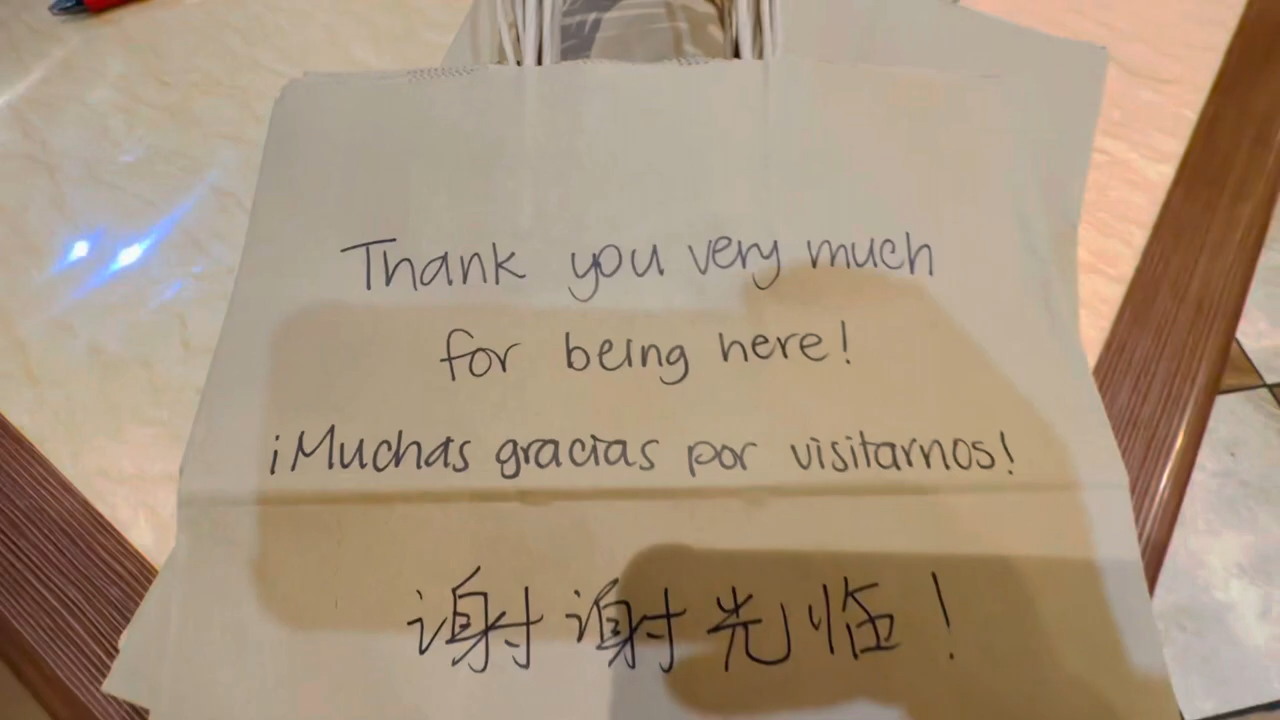 Thank you very much
for being here!
¡Muchas gracias por visitarnos!
谢谢光临!